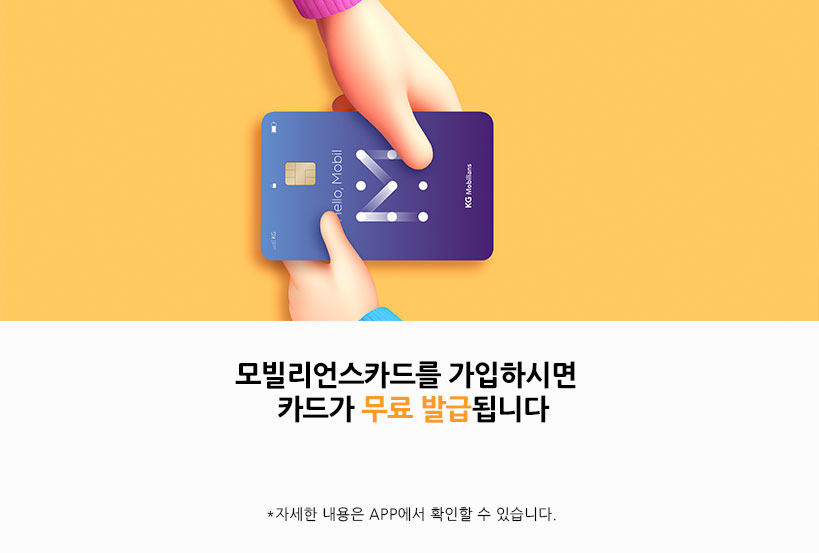 Hello, Mobil
KG Mobilians
모빌리언스카드를 가입하시면
카드가 무료 발급됩니다
*자세한 내용은 APP에서 확인할 수 있습니다.